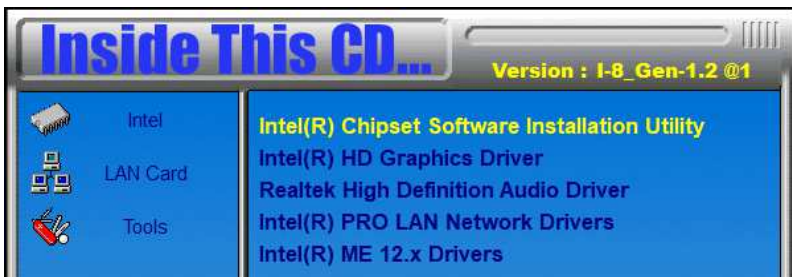 Inside This CD...
Version : I-8_Gen-1.2 @1
Intel
LAN Card
Tools
Intel(R) Chipset Software Installation Utility
Intel(R) HD Graphics Driver
Realtek High Definition Audio Driver
Intel(R) PRO LAN Network Drivers
Intel(R) ME 12.x Drivers